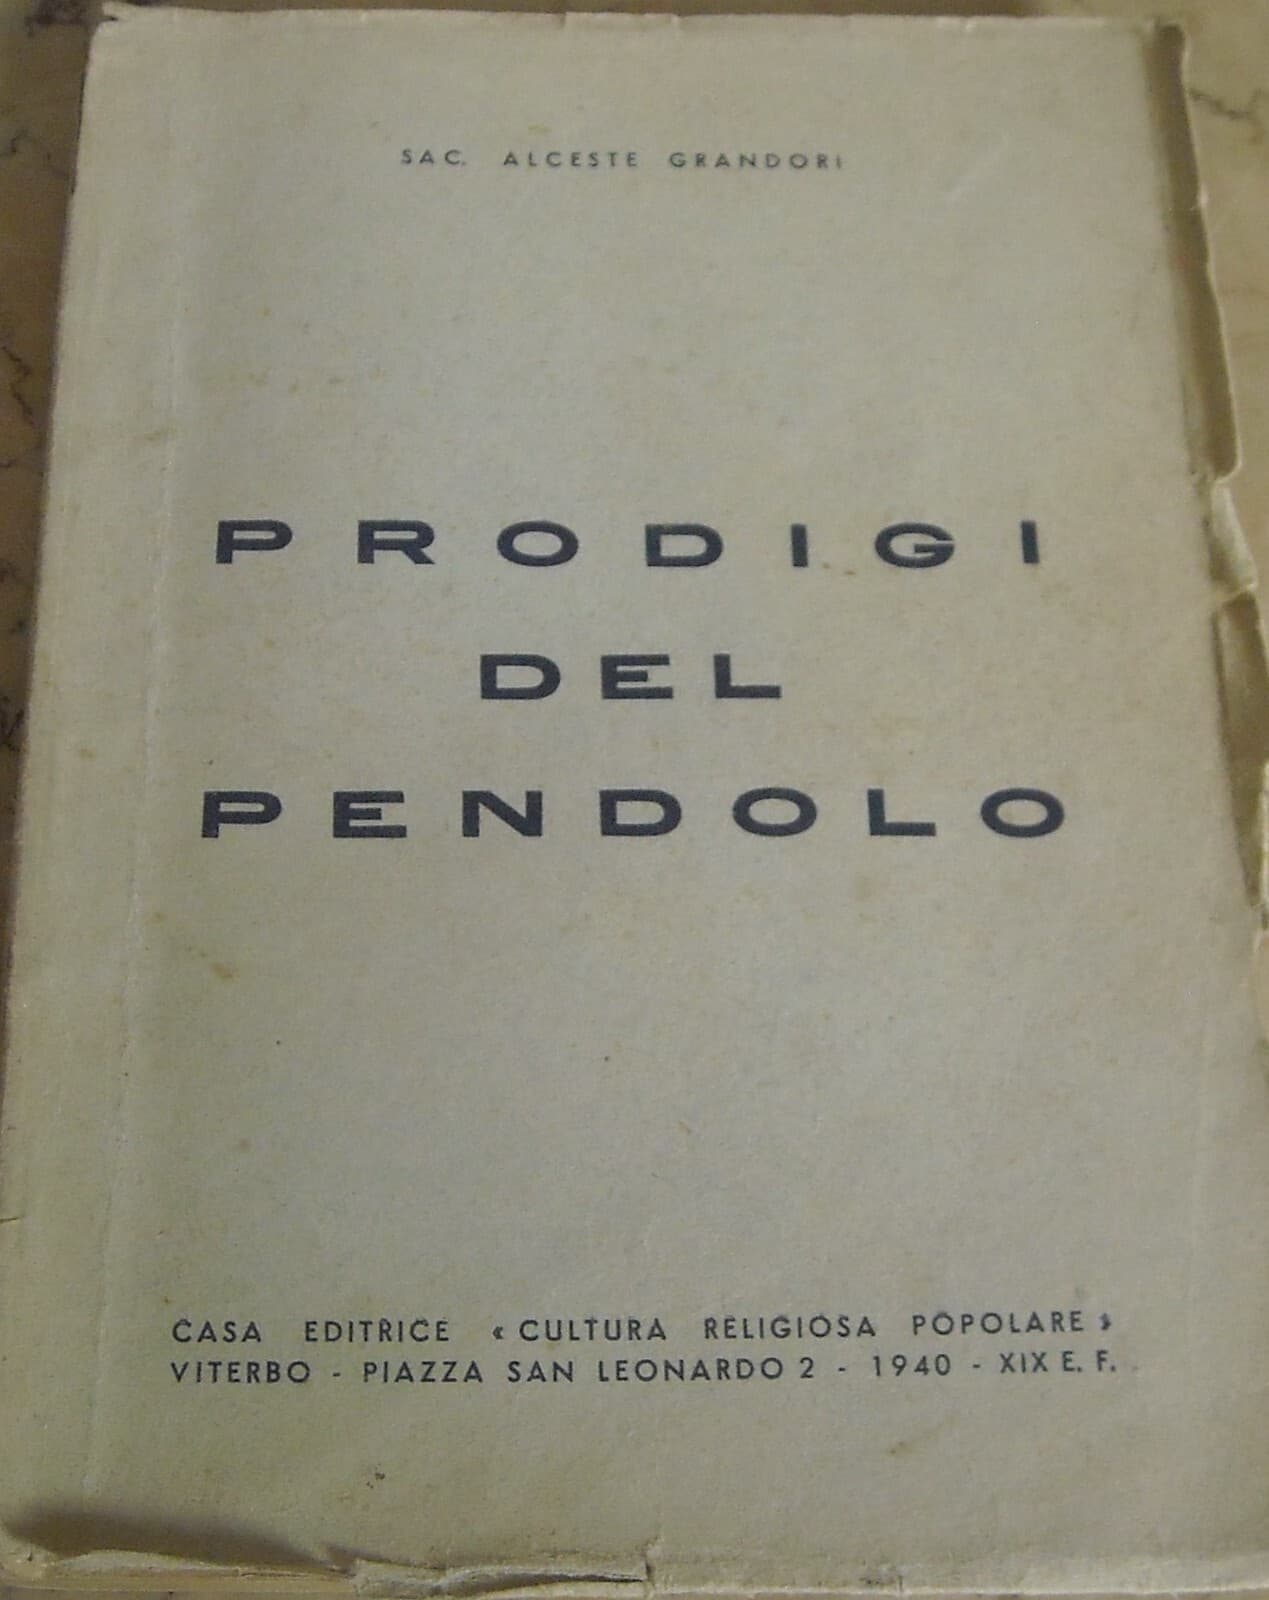 SAC. ALCESTE GRANDORI
PRODIGI
DEL
PENDOLO
CASA EDITRICE « CULTURA RELIGIOSA POPOLARE »
VITERBO - PIAZZA SAN LEONARDO 2 - 1940 - XIX E. F.